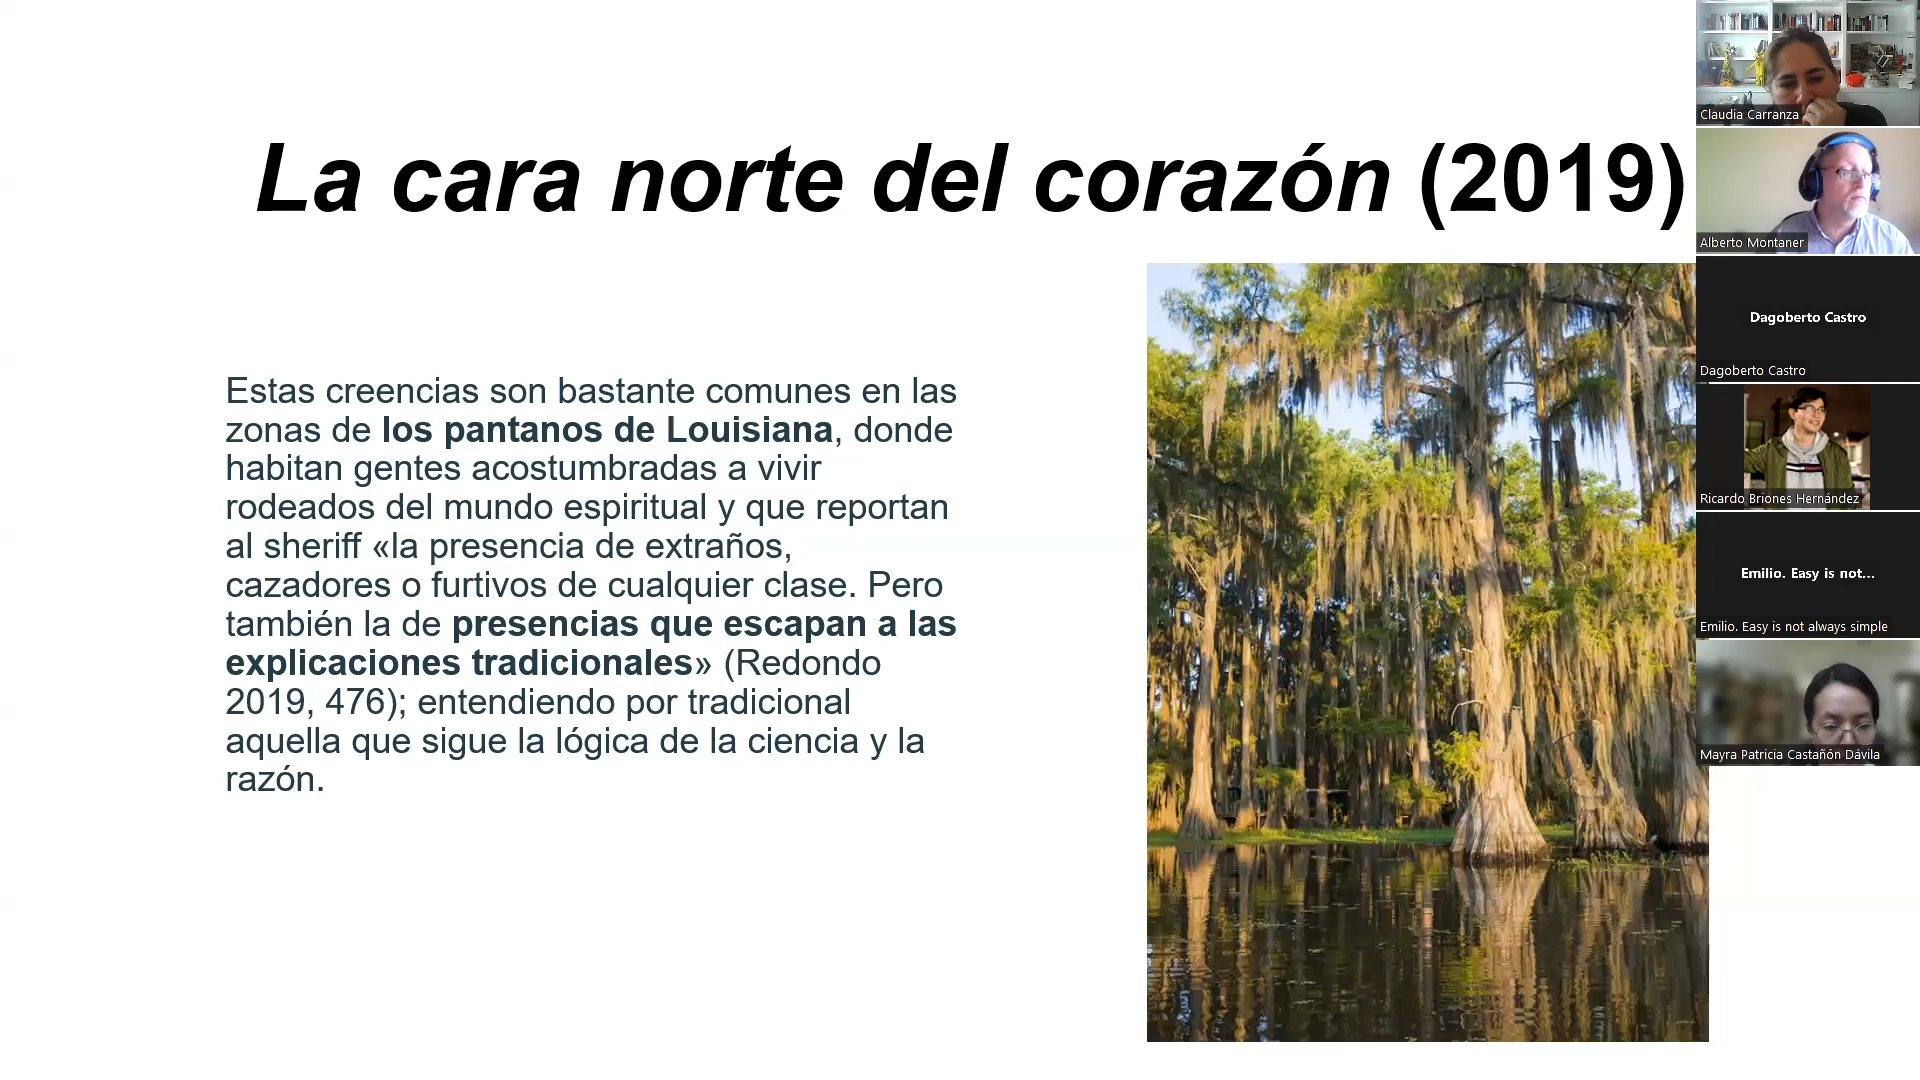 La cara norte del corazón (2019)
Estas creencias son bastante comunes en las
zonas de los pantanos de Louisiana, donde
habitan gentes acostumbradas a vivir
rodeados del mundo espiritual y que reportan
al sheriff «la presencia de extraños,
cazadores o furtivos de cualquier clase. Pero
también la de presencias que escapan a las
explicaciones tradicionales» (Redondo
2019, 476); entendiendo por tradicional
aquella que sigue la lógica de la ciencia y la
razón.
Claudia Carranza
Alberto Montaner
Dagoberto Castro
Dagoberto Castro
Ricardo Briones Hernández
Emilio. Easy is not...
Emilio. Easy is not always simple
Mayra Patricia Castañón Dávila